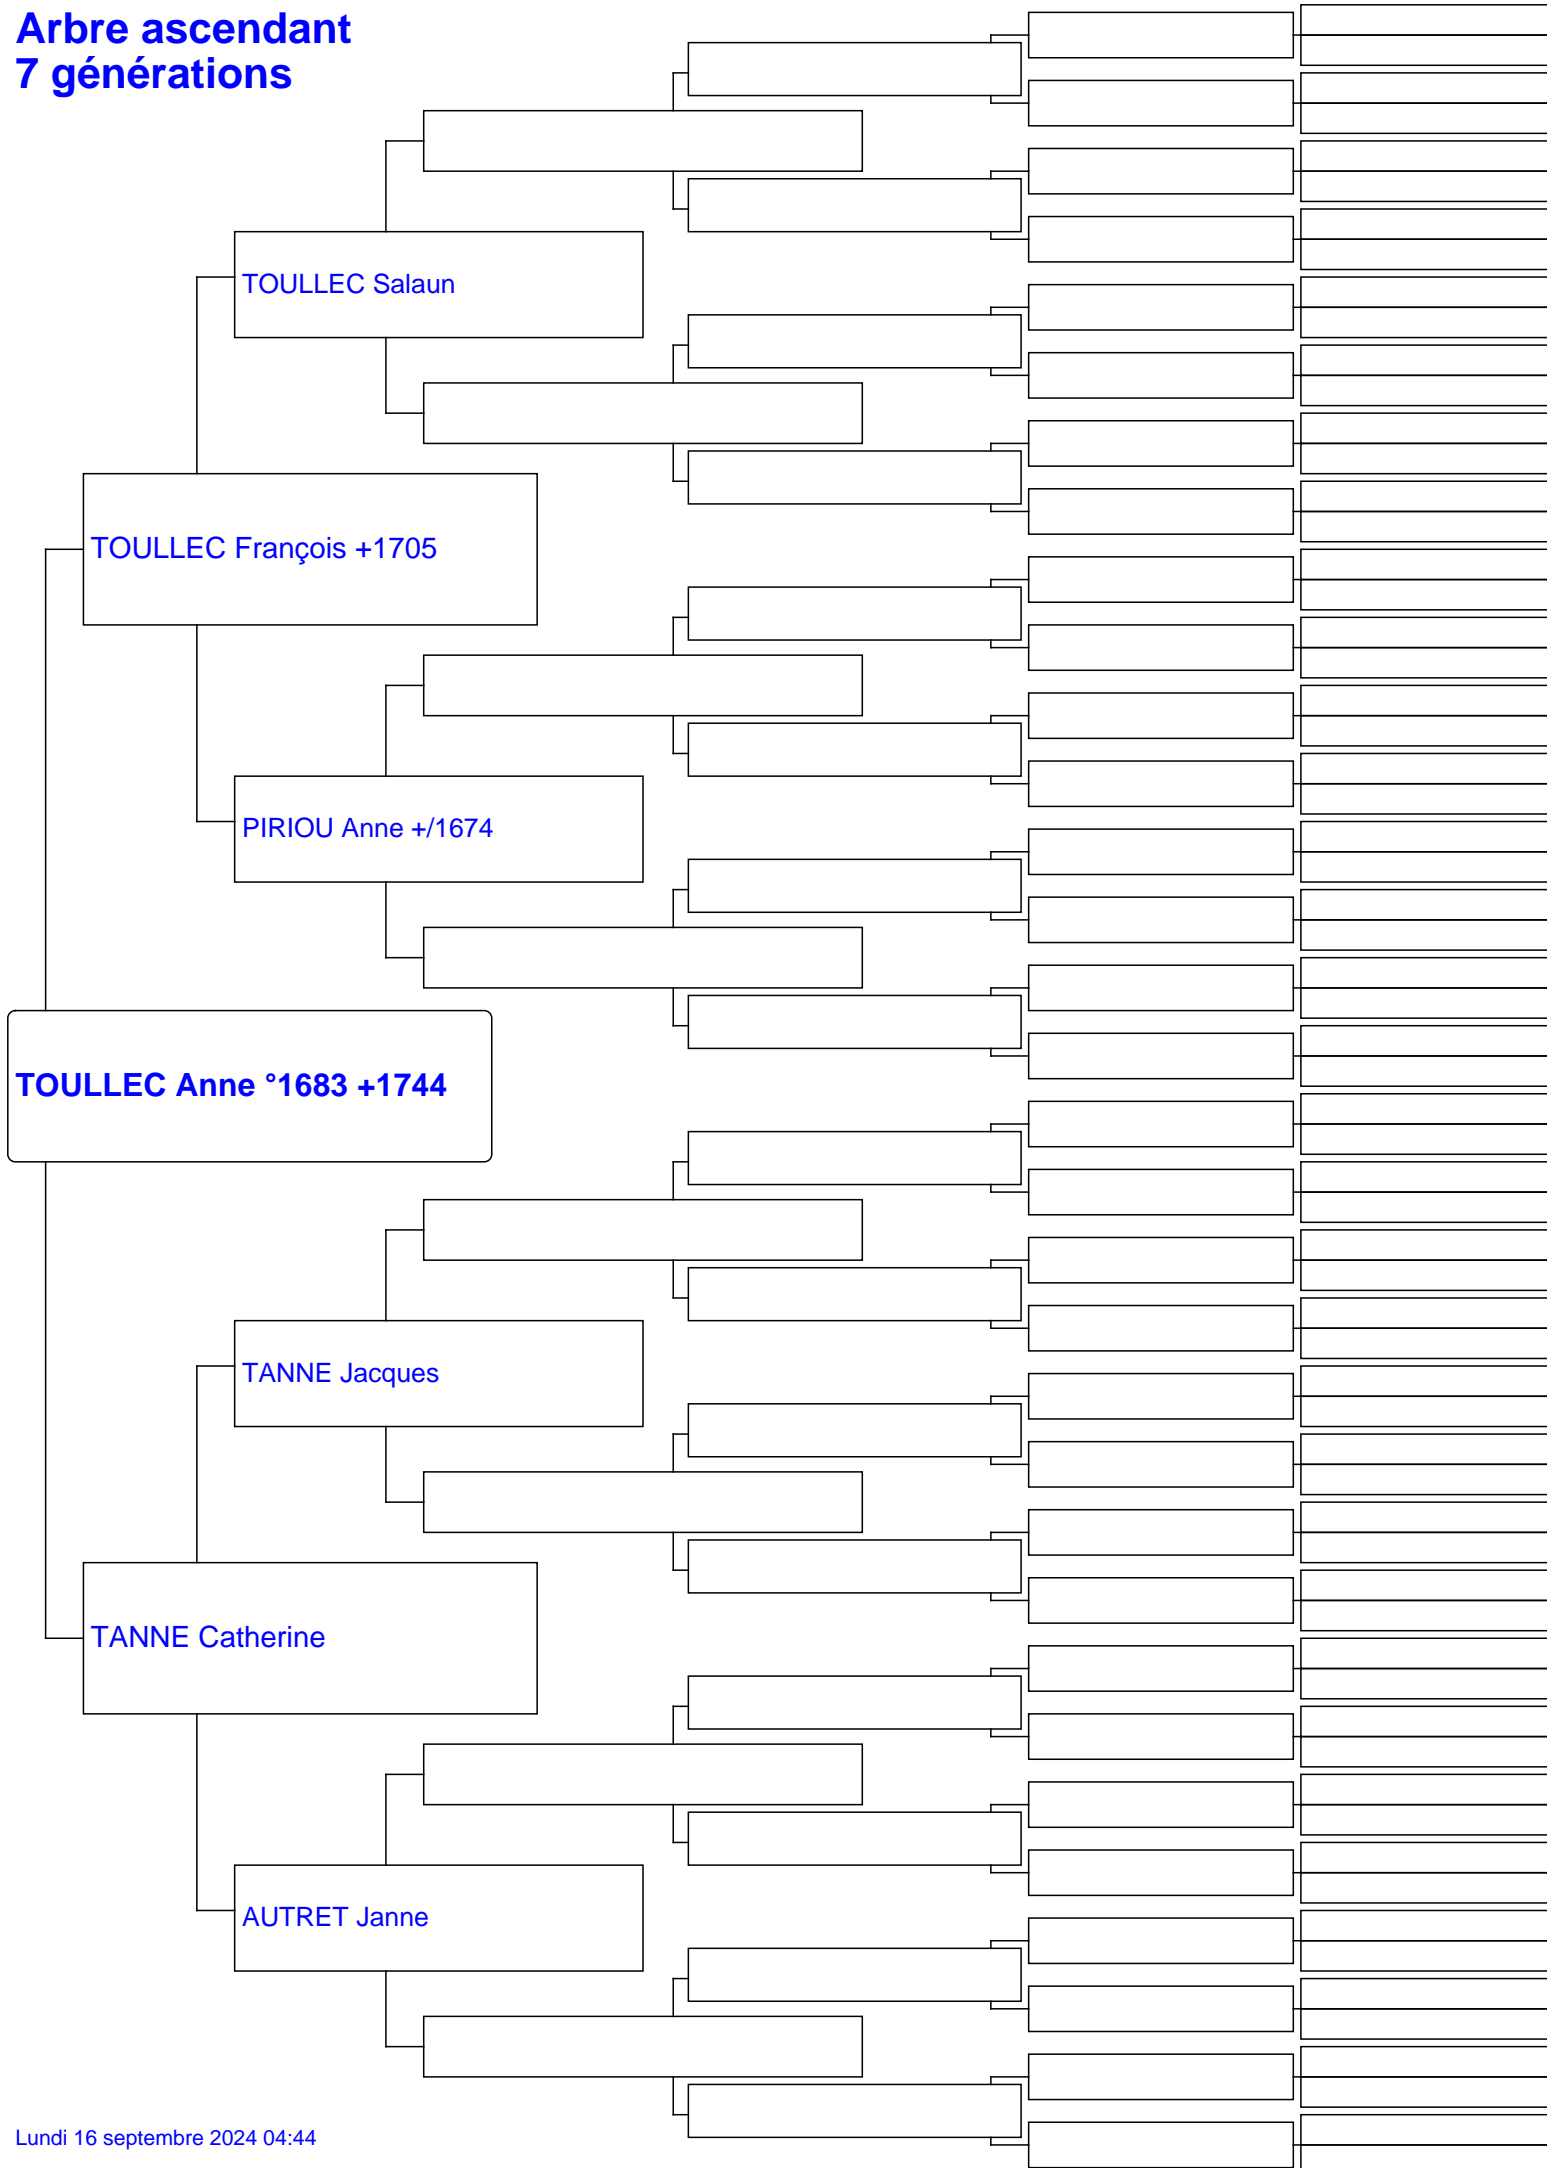 Arbre ascendant
7 générations
TOULLEC Salaun
TOULLEC François +1705
PIRIOU Anne +/1674
TOULLEC Anne °1683 +1744
TANNE Jacques
TANNE Catherine
AUTRET Janne
Lundi 16 septembre 2024 04:44